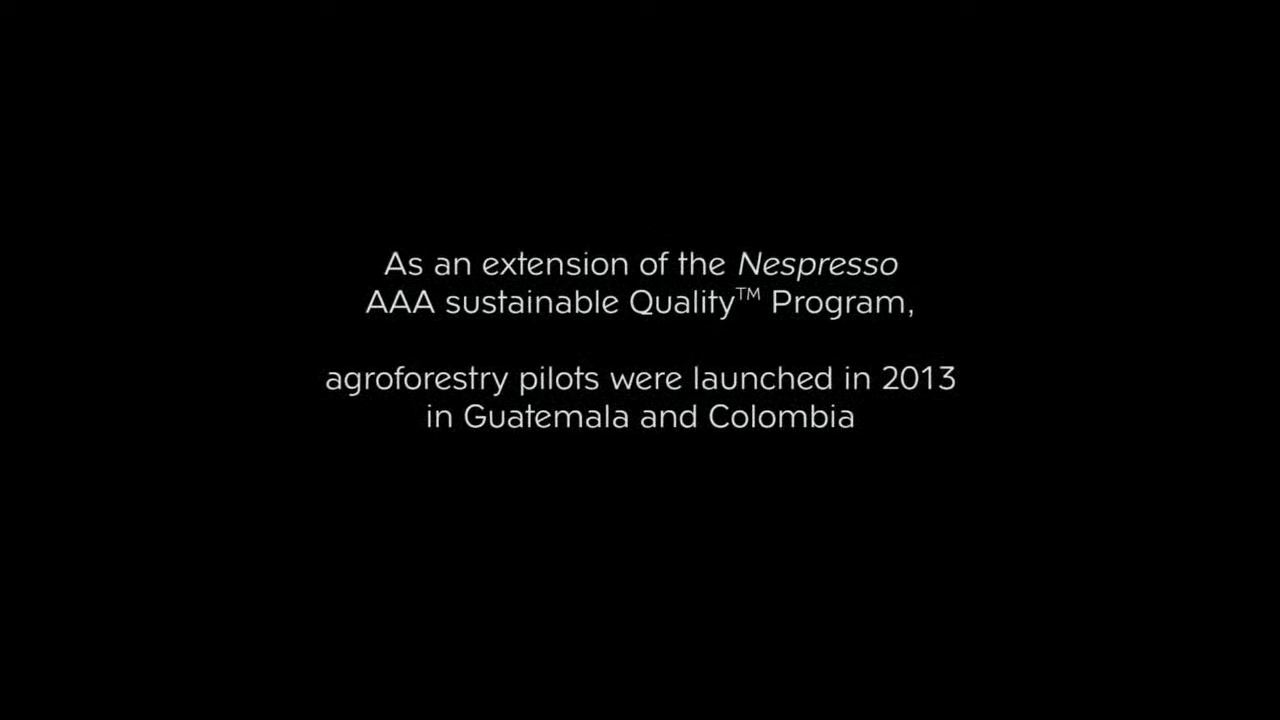 As an extension of the Nespresso
AAA sustainable Quality™ Program,
agroforestry pilots were launched in 2013
in Guatemala and Colombia